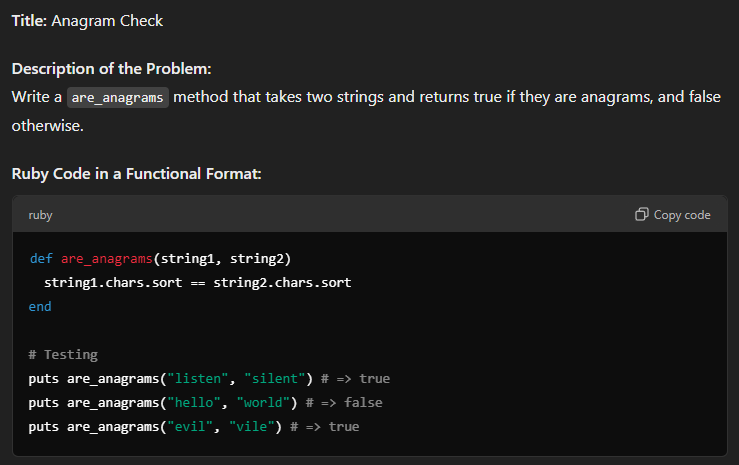 Title: Anagram Check
Description of the Problem:
Write a are_anagrams method that takes two strings and returns true if they are anagrams, and false
otherwise.
Ruby Code in a Functional Format:
ruby
Copy code
def are_anagrams(string1, string2)
  string1.chars.sort == string2.chars.sort
end
# Testing
puts are_anagrams("listen", "silent") # => true
puts are_anagrams("hello", "world") # => false
puts are_anagrams("evil", "vile") # => true